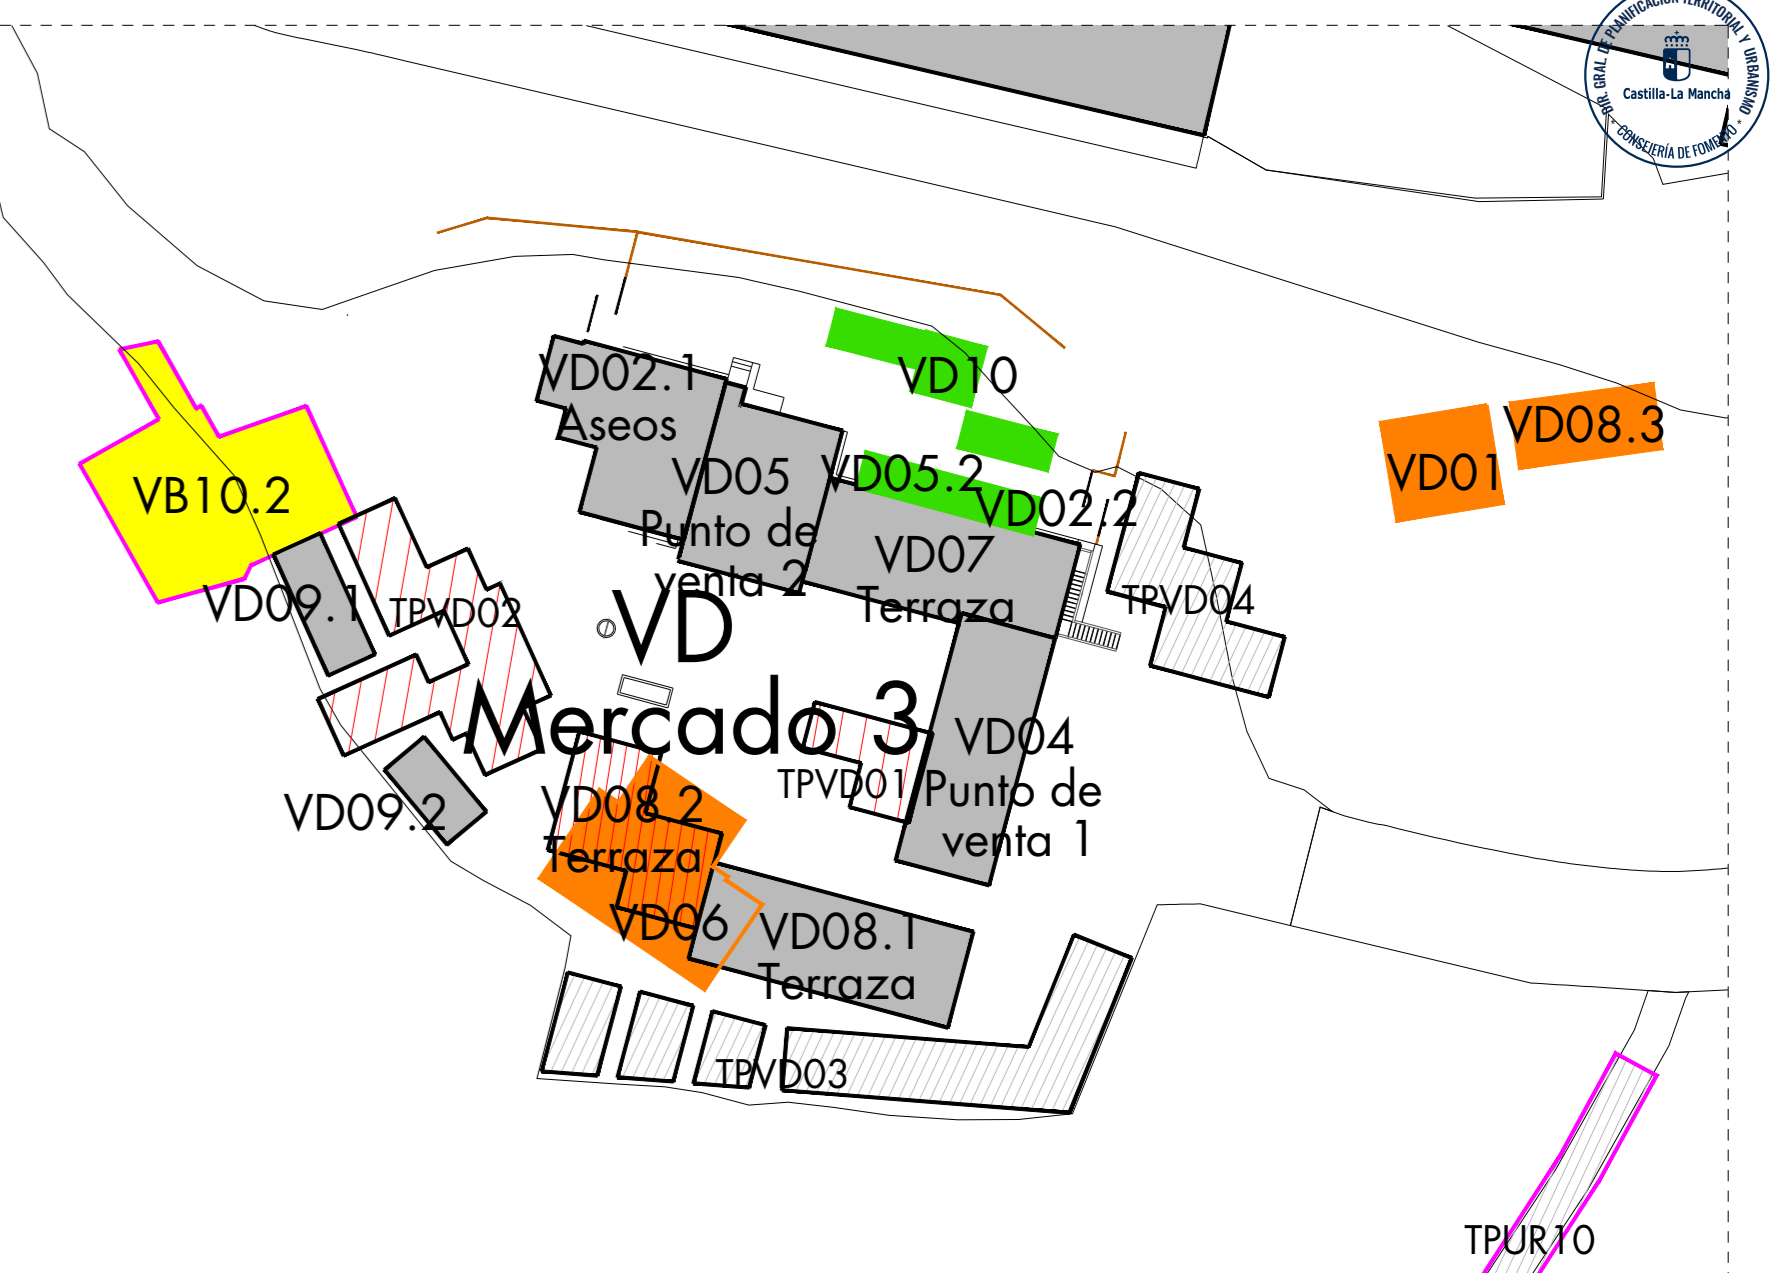 DIR. GRAL. DE PLANIFICACIÓN TERRITORIAL Y URBANISMO
Castilla-La Mancha
* CONSEJERÍA DE FOMENTO *
VD02.1
Aseos
VD10
VD08.3
VD01
VB10.2
VD05
Punto de
venta 2
VD05.2
VD02.2
VD07
Terraza
VD09.1
TPVD02
TPVD04
VD
Mercado 3
VD04
Punto de
venta 1
TPVD01
VD09.2
VD08.2
Terraza
VD06
VD08.1
Terraza
TPVD03
TPUR10